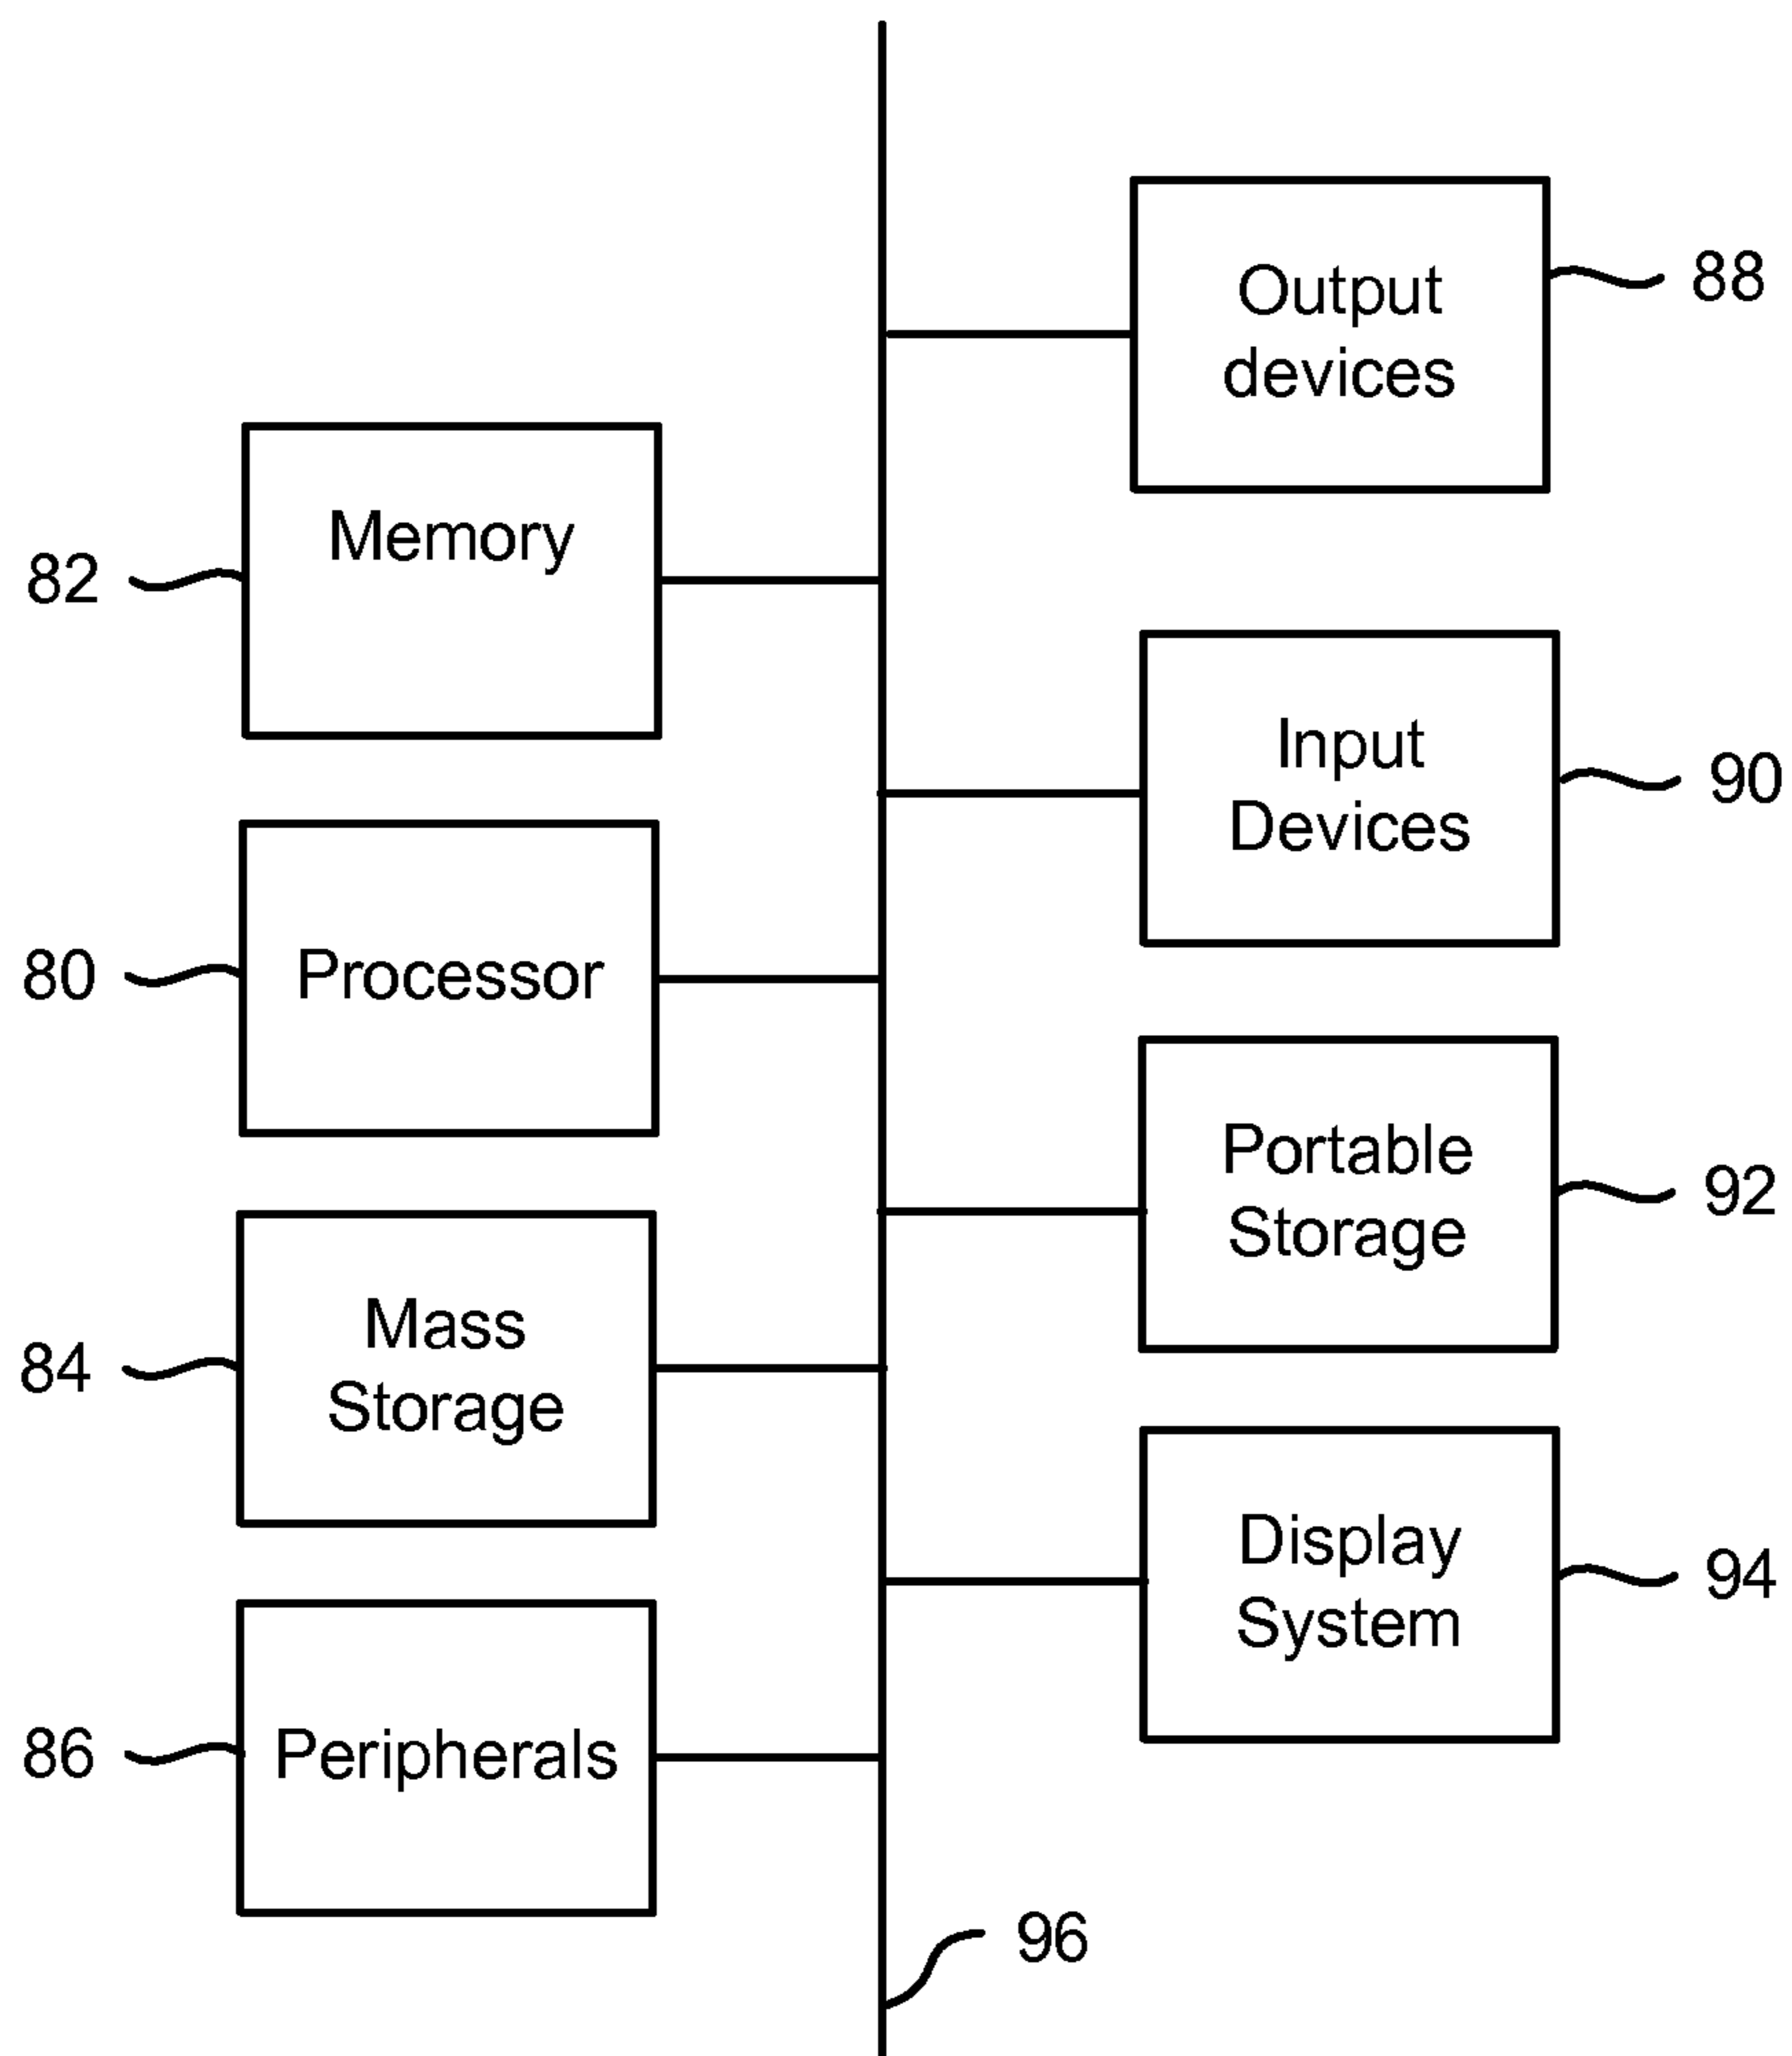 Output
devices
88
Memory
82
Input
Devices
90
Processor
80
Portable
Storage
92
Mass
Storage
84
Display
System
94
Peripherals
86
96